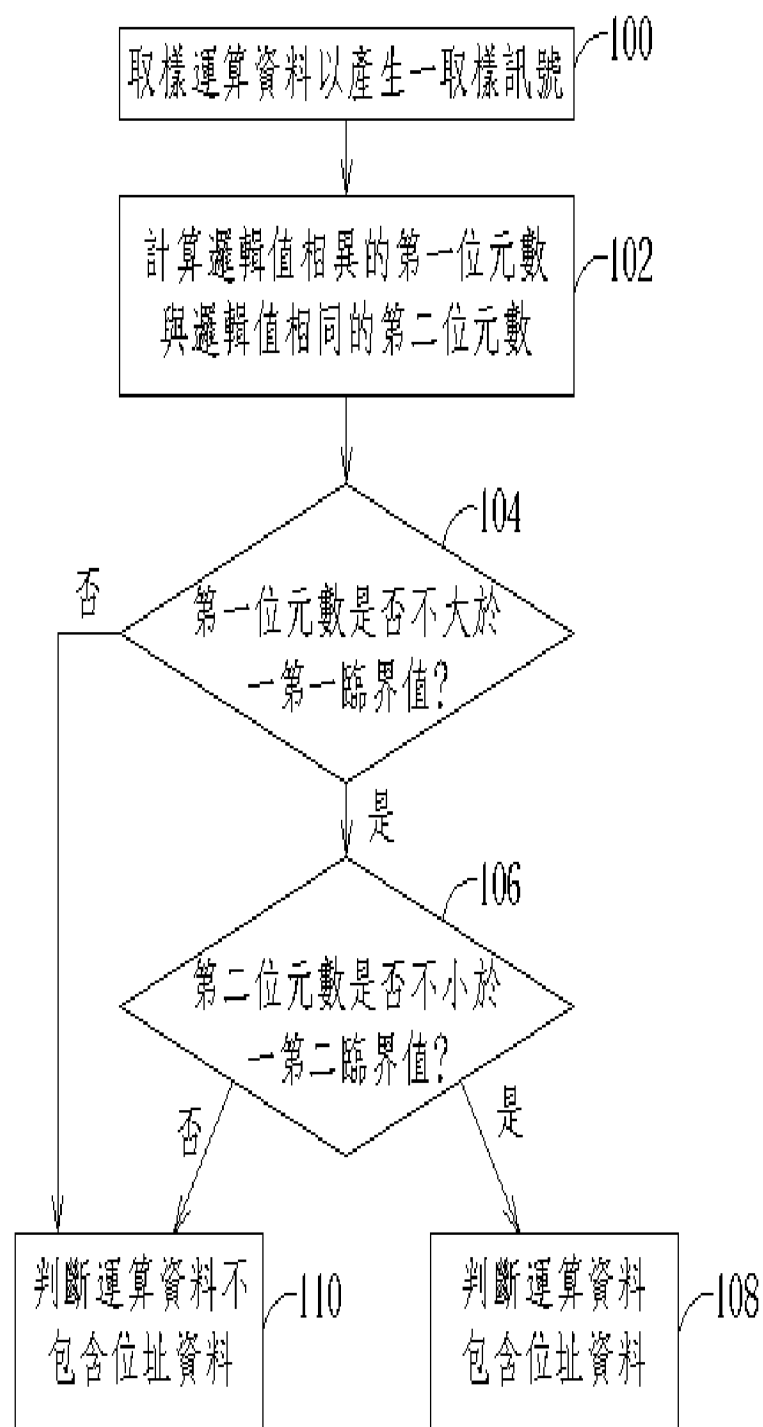 取樣運算資料以產生一取樣訊號
100
計算邏輯值相異的第一位元數
與邏輯值相同的第二位元數
102
104
否
第一位元數是否不大於
一第一臨界值?
是
106
第二位元數是否不小於
一第二臨界值?
否
是
判斷運算資料不
包含位址資料
110
判斷運算資料
包含位址資料
108